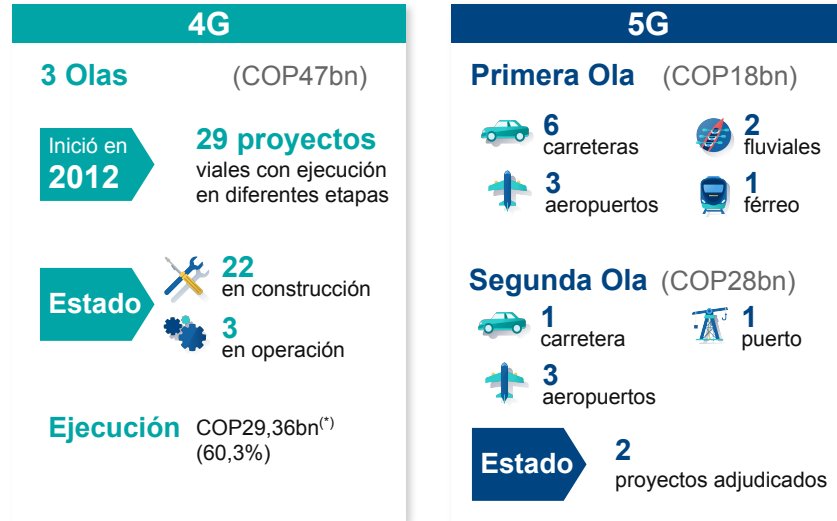 4G
3 Olas (COP47bn)
Inició en
2012
29 proyectos
viales con ejecución
en diferentes etapas
Estado
22
en construcción
3
en operación
Ejecución COP29,36bn(*)
(60,3%)
5G
Primera Ola (COP18bn)
6
carreteras
2
fluviales
3
aeropuertos
1
férreo
Segunda Ola (COP28bn)
1
carretera
1
puerto
3
aeropuertos
Estado
2
proyectos adjudicados